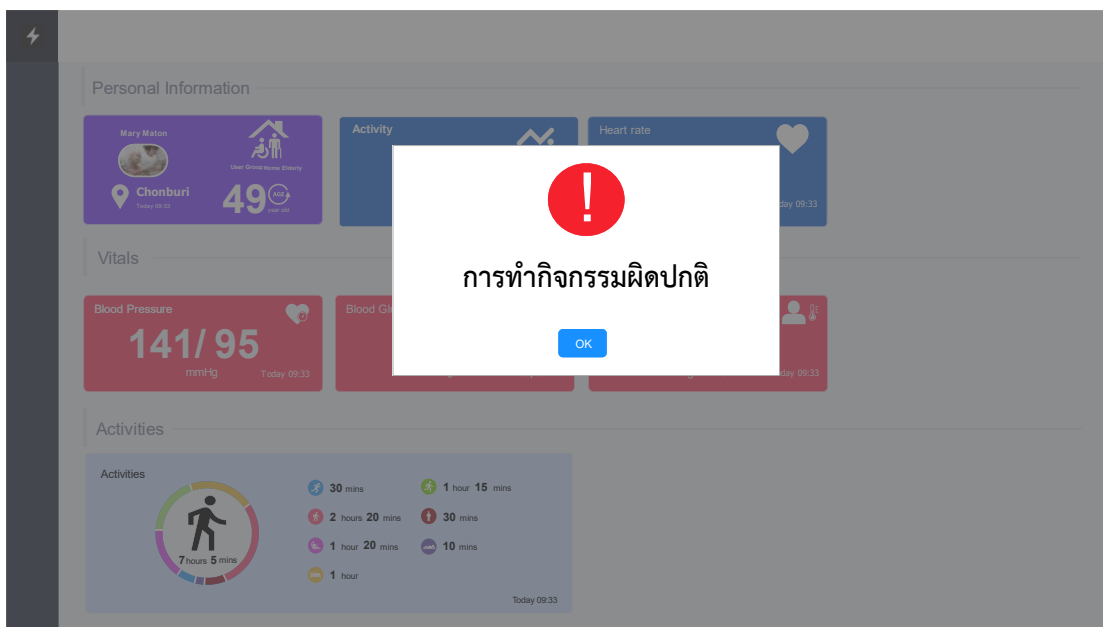 Personal Information
Mary Maton
User Group Home Elderly
Chonburi
Today 09:33
49
AGE
year old
Activity
Heart rate
day 09:33
!
การทำกิจกรรมผิดปกติ
OK
Vitals
Blood Pressure
141/ 95
mmHg
Today 09:33
Blood Gl
day 09:33
Activities
Activities
7 hours 5 mins
30 mins
1 hour 15 mins
2 hours 20 mins
30 mins
1 hour 20 mins
10 mins
1 hour
Today 09:33